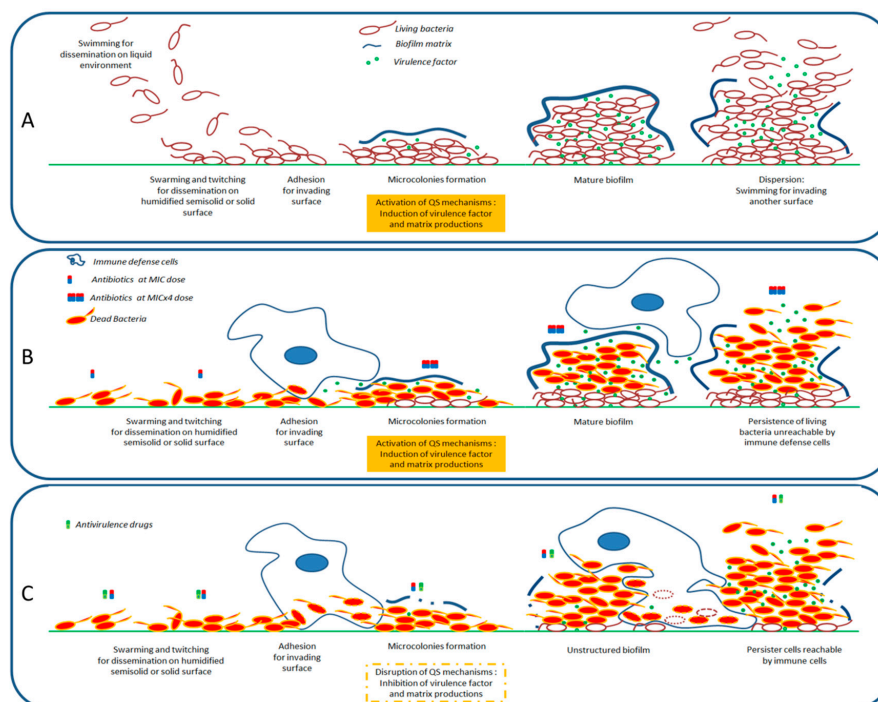 Swimming for
dissemination on liquid
environment
Living bacteria
Biofilm matrix
Virulence factor
A
Swarming and twitching
for dissemination on
humidified semisolid or solid
surface
Adhesion
for invading
surface
Microcolonies formation
Activation of QS mechanisms :
Induction of virulence factor
and matrix productions
Mature biofilm
Dispersion:
Swimming for invading
another surface
Immune defense cells
Antibiotics at MIC dose
Antibiotics at MICx4 dose
Dead Bacteria
B
Swarming and twitching
for dissemination on humidified
semisolid or solid surface
Adhesion
for invading
surface
Microcolonies formation
Activation of QS mechanisms :
Induction of virulence factor
and matrix productions
Mature biofilm
Persistence of living
bacteria unreachable by
immune defense cells
Antivirulence drugs
C
Swarming and twitching
for dissemination on humidified
semisolid or solid surface
Adhesion
for invading
surface
Microcolonies formation
Disruption of QS mechanisms :
Inhibition of virulence factor
and matrix productions
Unstructured biofilm
Persister cells reachable
by immune cells